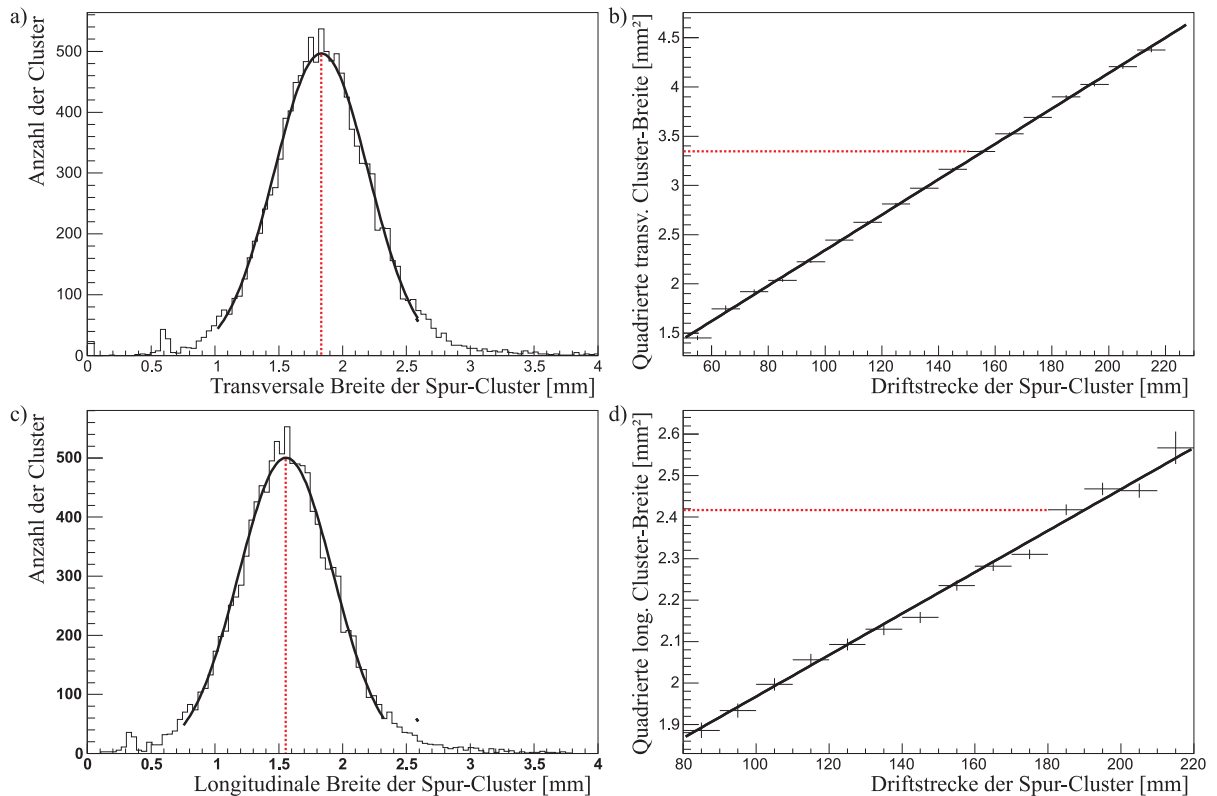 a)
Anzahl der Cluster
500
400
300
200
100
0
0 0.5 1 1.5 2 2.5 3 3.5 4
Transversale Breite der Spur-Cluster [mm]
b)
Quadrierte transv. Cluster-Breite [mm²]
4.5
4
3.5
3
2.5
2
1.5
60 80 100 120 140 160 180 200 220
Driftstrecke der Spur-Cluster [mm]
c)
Anzahl der Cluster
500
400
300
200
100
0
0 0.5 1 1.5 2 2.5 3 3.5 4
Longitudinale Breite der Spur-Cluster [mm]
d)
Quadrierte long. Cluster-Breite [mm²]
2.6
2.5
2.4
2.3
2.2
2.1
2
1.9
80 100 120 140 160 180 200 220
Driftstrecke der Spur-Cluster [mm]